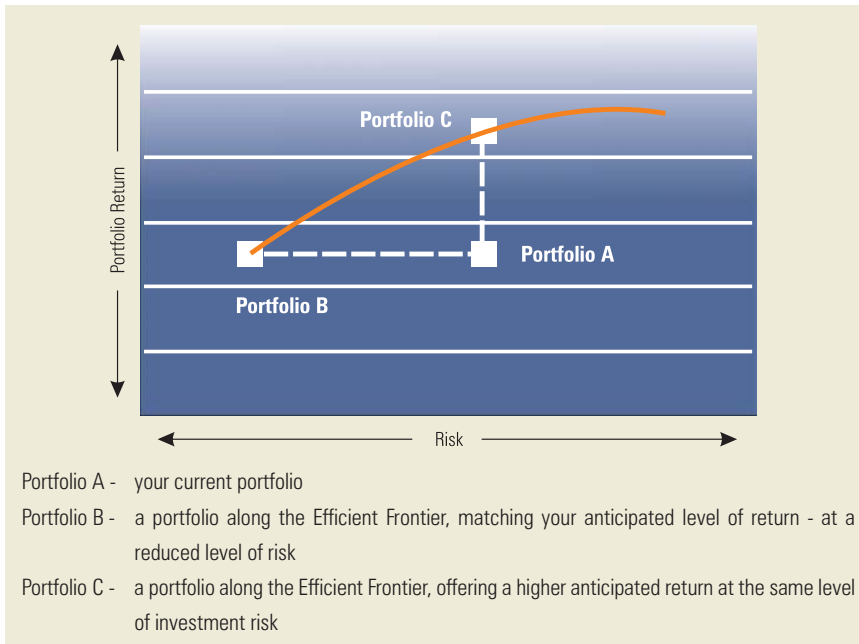 Portfolio C
Portfolio Return
Portfolio A
Portfolio B
Risk
Portfolio A - your current portfolio
Portfolio B - a portfolio along the Efficient Frontier, matching your anticipated level of return - at a
reduced level of risk
Portfolio C - a portfolio along the Efficient Frontier, offering a higher anticipated return at the same level
of investment risk